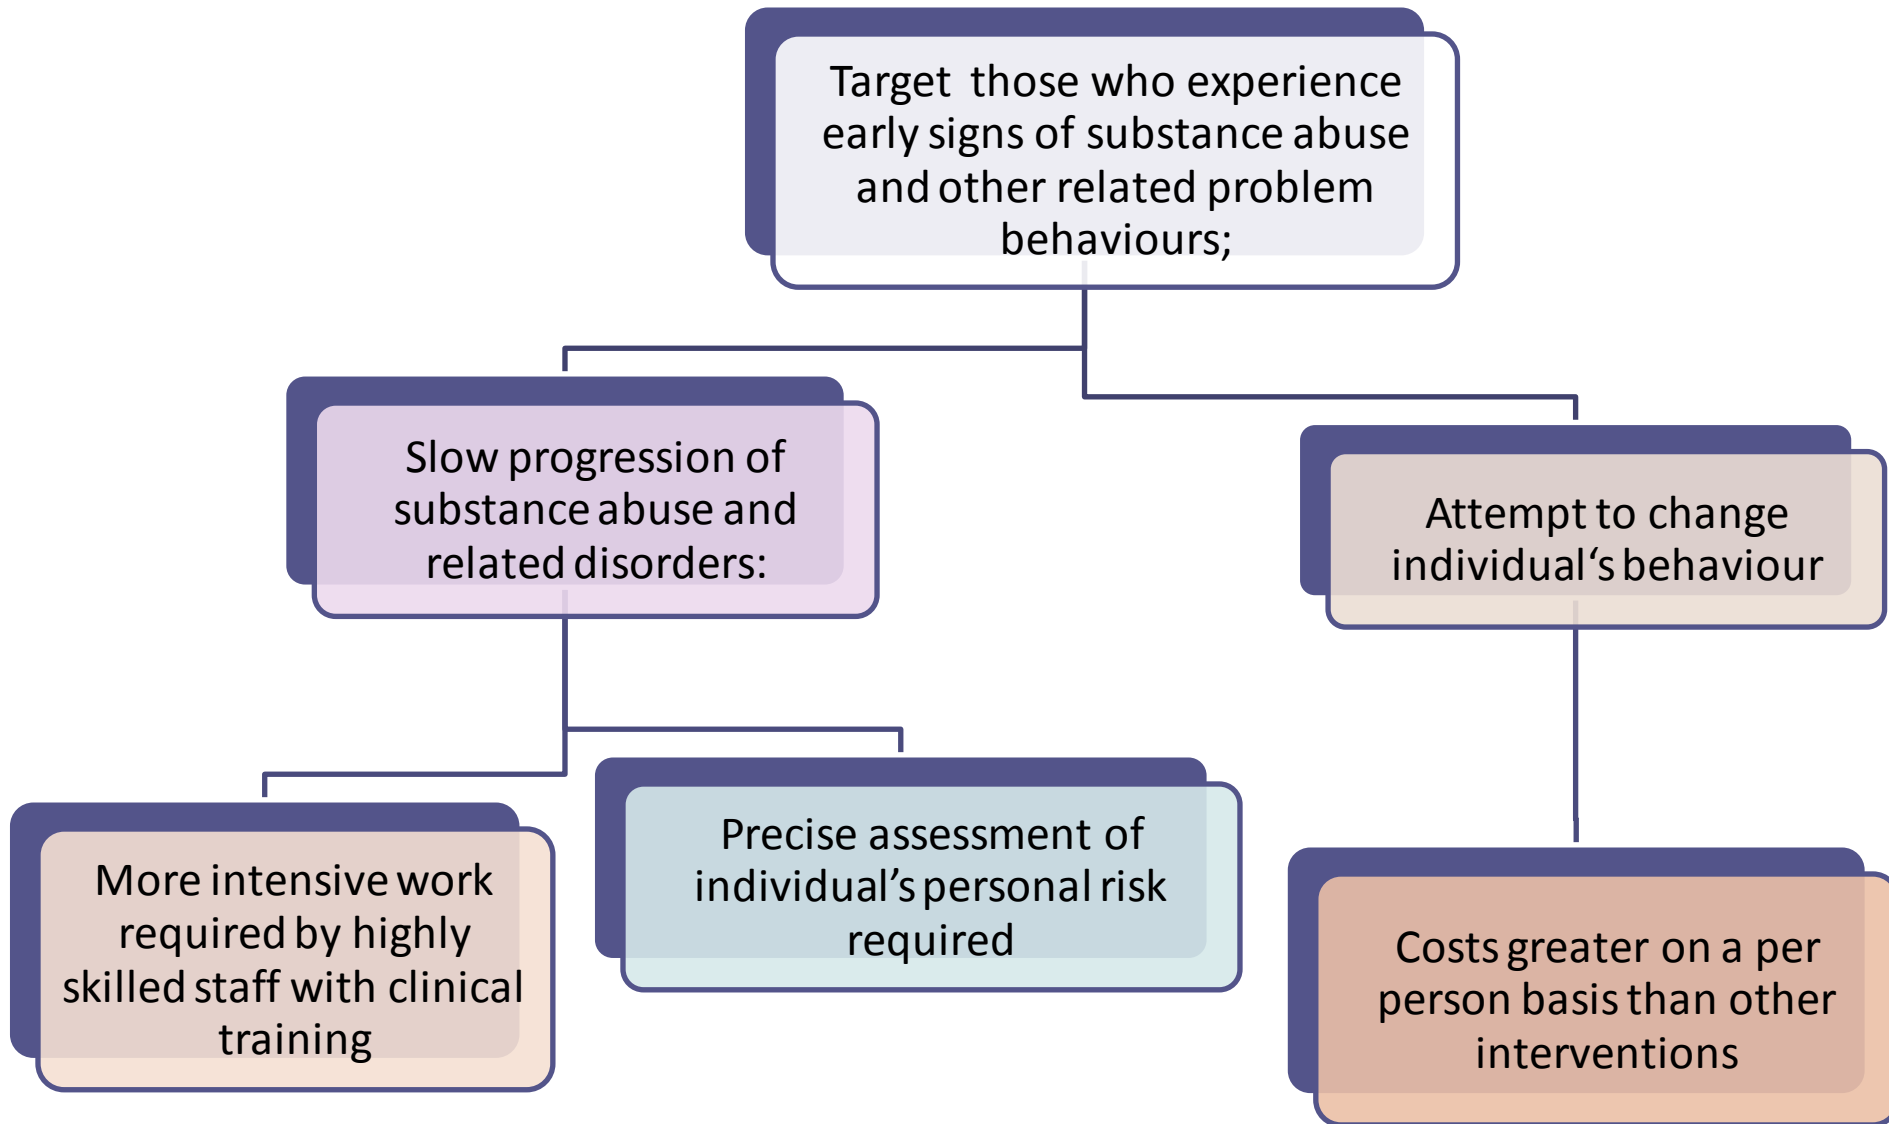 Target  those who experience
early signs of substance abuse
and other related problem
behaviours;
Slow progression of
substance abuse and
related disorders:
Attempt to change
individual‘s behaviour
More intensive work
required by highly
skilled staff with clinical
training
Precise assessment of
individual’s personal risk
required
Costs greater on a per
person basis than other
interventions